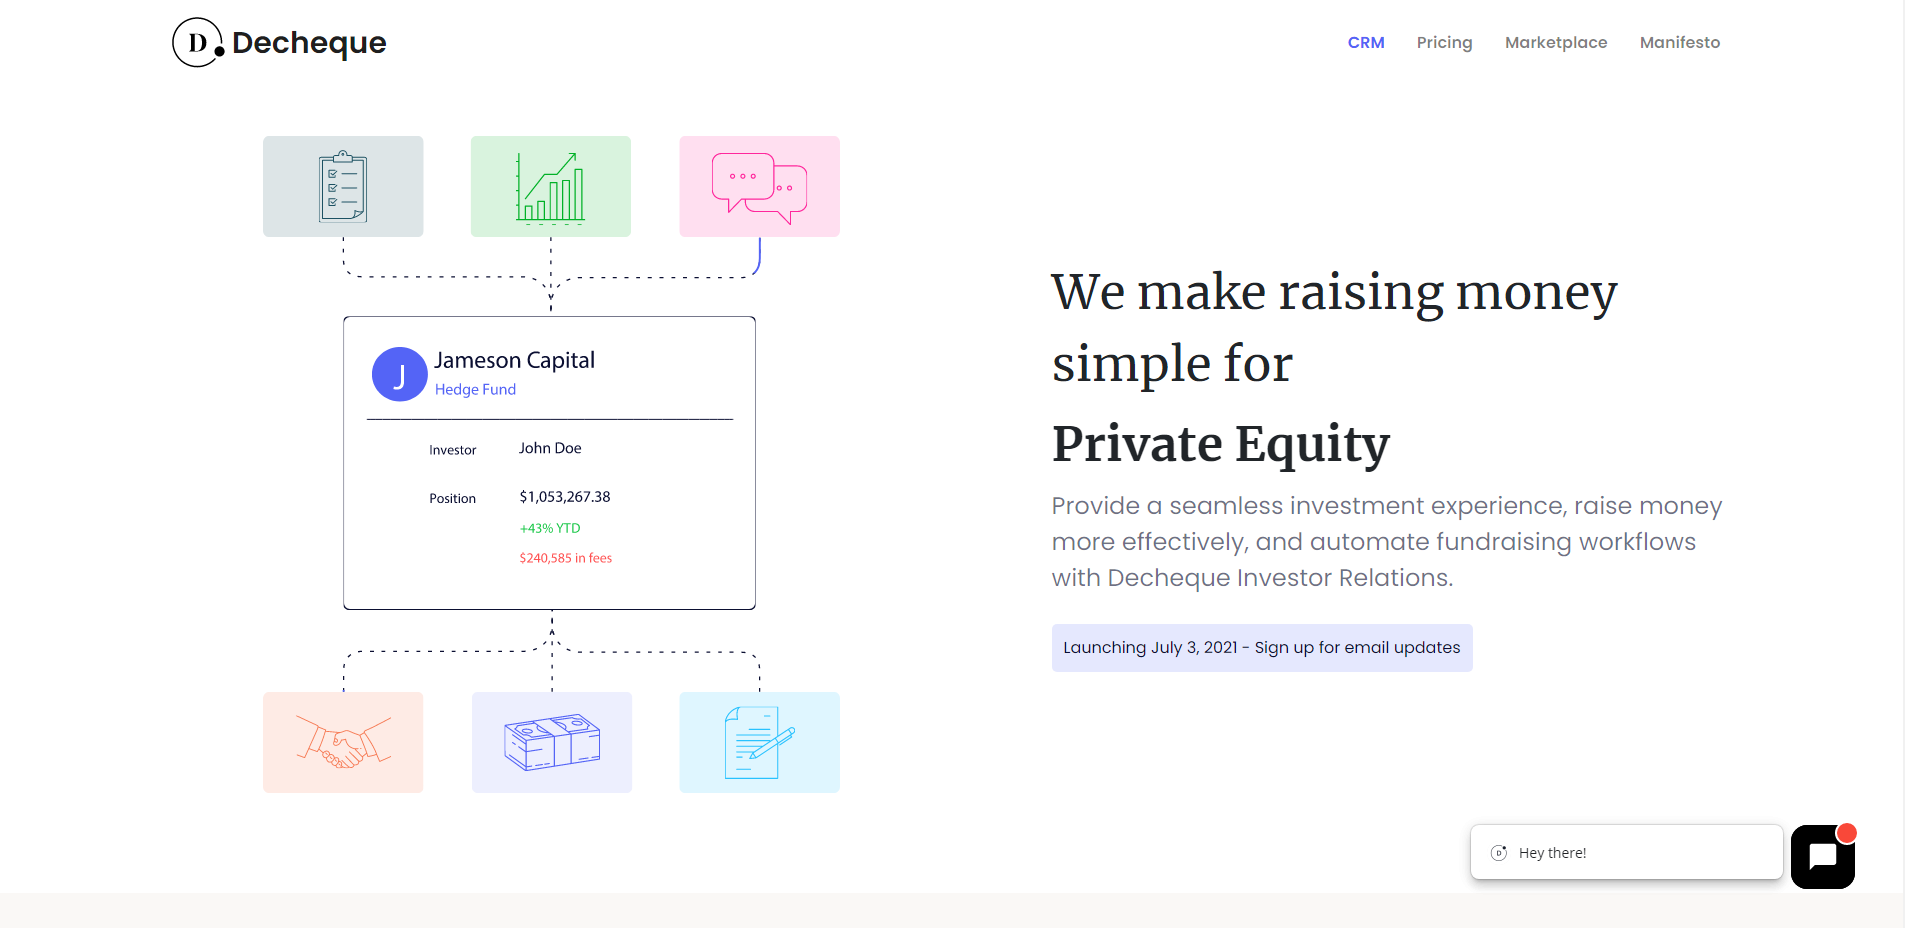 D Decheque
CRM Pricing Marketplace Manifesto
Jameson Capital
J
Hedge Fund
Investor John Doe
Position $1,053,267.38
+43% YTD
$240,585 in fees
We make raising money
simple for
Private Equity
Provide a seamless investment experience, raise money
more effectively, and automate fundraising workflows
with Decheque Investor Relations.
Launching July 3, 2021 - Sign up for email updates
D Hey there!